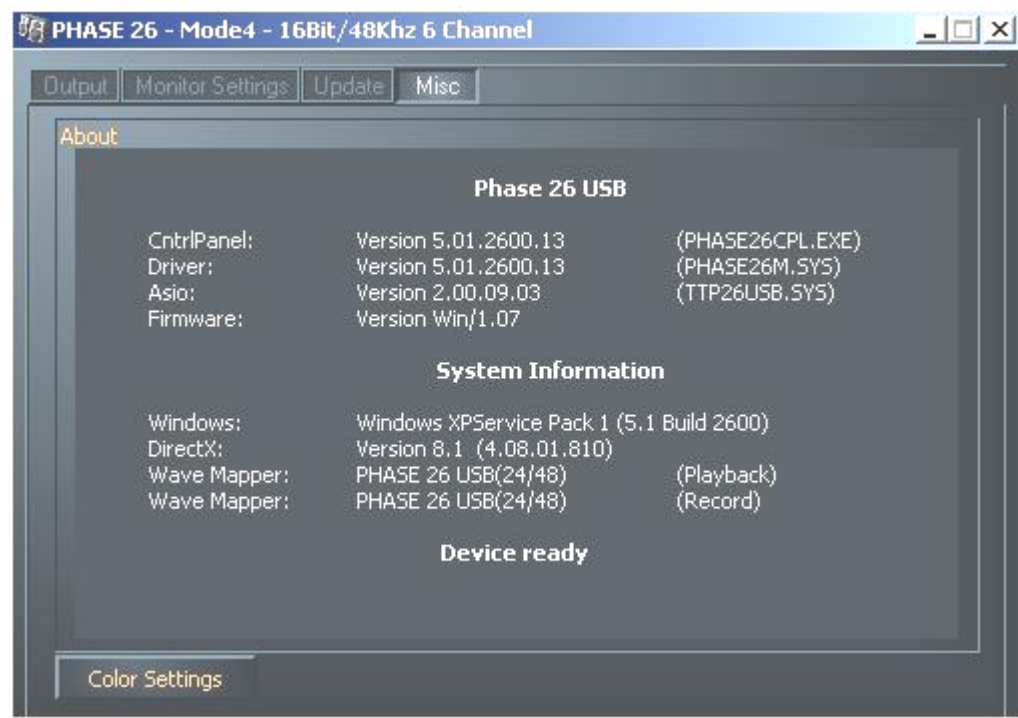 PHASE 26 - Mode4 - 16Bit/48Khz 6 Channel
Output Monitor Settings Update Misc
About
Phase 26 USB
CntrlPanel: Version 5.01.2600.13 (PHASE26CPL.EXE)
Driver: Version 5.01.2600.13 (PHASE26M.SYS)
Asio: Version 2.00.09.03 (TTP26USB.SYS)
Firmware: Version Win/1.07
System Information
Windows: Windows XPService Pack 1 (5.1 Build 2600)
DirectX: Version 8.1 (4.08.01.810)
Wave Mapper: PHASE 26 USB(24/48) (Playback)
Wave Mapper: PHASE 26 USB(24/48) (Record)
Device ready
Color Settings